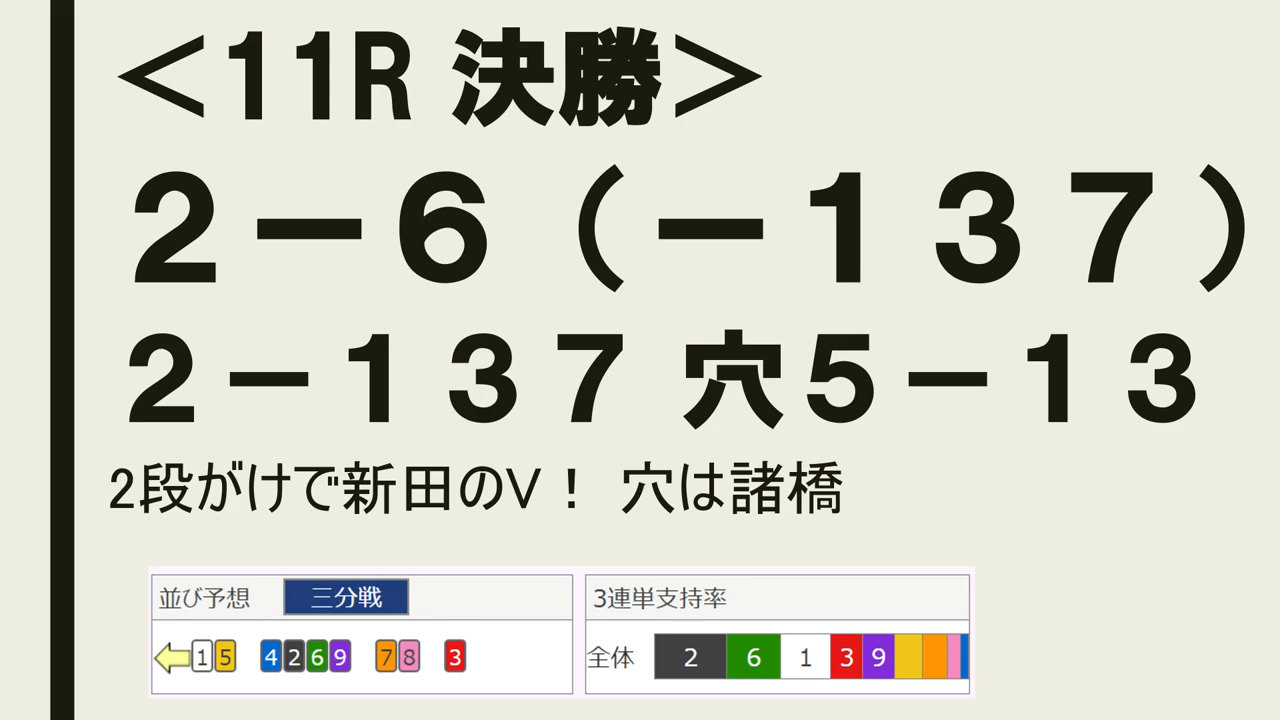 ＜11R 決勝＞
２－６（－１３７）
２－１３７ 穴５－１３
2段がけで新田のV！ 穴は諸橋
並び予想 三分戦
1 5 4 2 6 9 7 8 3
3連単支持率
全体 2 6 1 3 9